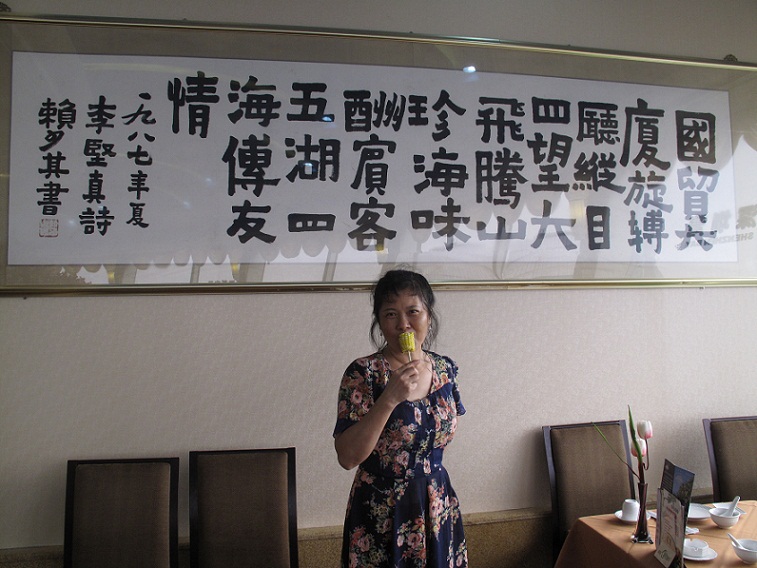 國貿大
廈旋轉
廳縱目
四望大
飛騰山
珍海味
酬賓客
五湖四
海傳友
情
一九八七年夏
李堅真詩
賴少其書